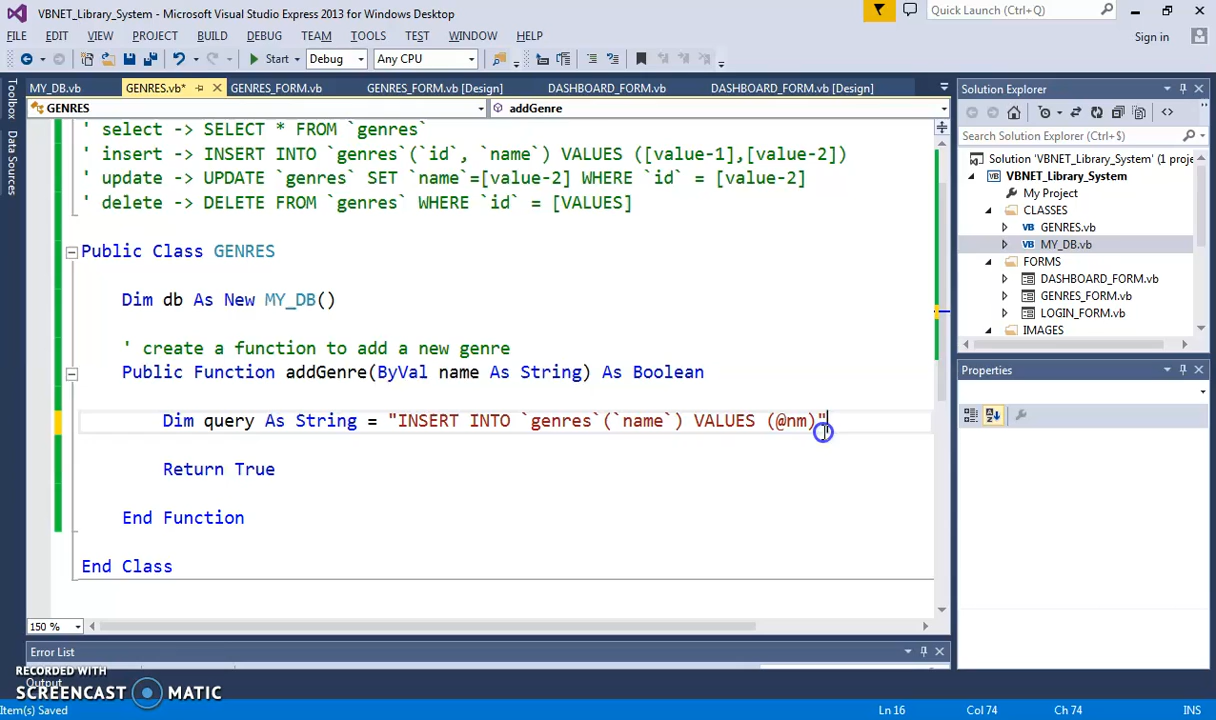 VBNET_Library_System - Microsoft Visual Studio Express 2013 for Windows Desktop
Quick Launch (Ctrl+Q)
FILE EDIT VIEW PROJECT BUILD DEBUG TEAM TOOLS TEST WINDOW HELP
Sign in
Start Debug Any CPU
Toolbox
Data Sources
MY_DB.vb GENRES.vb* GENRES_FORM.vb GENRES_FORM.vb [Design] DASHBOARD_FORM.vb DASHBOARD_FORM.vb [Design]
GENRES addGenre
' select -> SELECT * FROM `genres`
' insert -> INSERT INTO `genres`(`id`, `name`) VALUES ([value-1],[value-2])
' update -> UPDATE `genres` SET `name`=[value-2] WHERE `id` = [value-2]
' delete -> DELETE FROM `genres` WHERE `id` = [VALUES]
Public Class GENRES
Dim db As New MY_DB()
' create a function to add a new genre
Public Function addGenre(ByVal name As String) As Boolean
Dim query As String = "INSERT INTO `genres`(`name`) VALUES (@nm)"
Return True
End Function
End Class
150 %
Error List
Output
Solution Explorer
Search Solution Explorer (Ctrl+;)
Solution 'VBNET_Library_System' (1 proje
VBNET_Library_System
My Project
CLASSES
GENRES.vb
MY_DB.vb
FORMS
DASHBOARD_FORM.vb
GENRES_FORM.vb
LOGIN_FORM.vb
IMAGES
Properties
RECORDED WITH
SCREENCAST MATIC
Item(s) Saved Ln 16 Col 74 Ch 74 INS